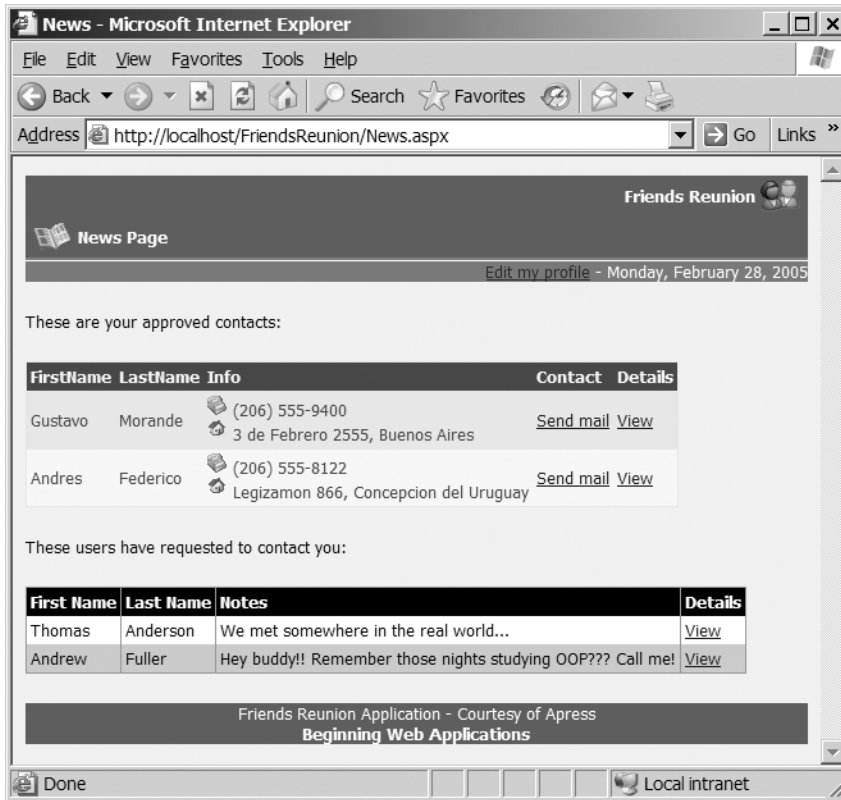 News - Microsoft Internet Explorer
File Edit View Favorites Tools Help
Back Search Favorites
Address http://localhost/FriendsReunion/News.aspx Go Links »
Friends Reunion
News Page
Edit my profile - Monday, February 28, 2005
These are your approved contacts:
FirstName LastName Info Contact Details
Gustavo Morande (206) 555-9400 Send mail View
3 de Febrero 2555, Buenos Aires
Andres Federico (206) 555-8122 Send mail View
Legizamon 866, Concepcion del Uruguay
These users have requested to contact you:
First Name Last Name Notes Details
Thomas Anderson We met somewhere in the real world... View
Andrew Fuller Hey buddy!! Remember those nights studying OOP??? Call me! View
Friends Reunion Application - Courtesy of Apress
Beginning Web Applications
Done Local intranet